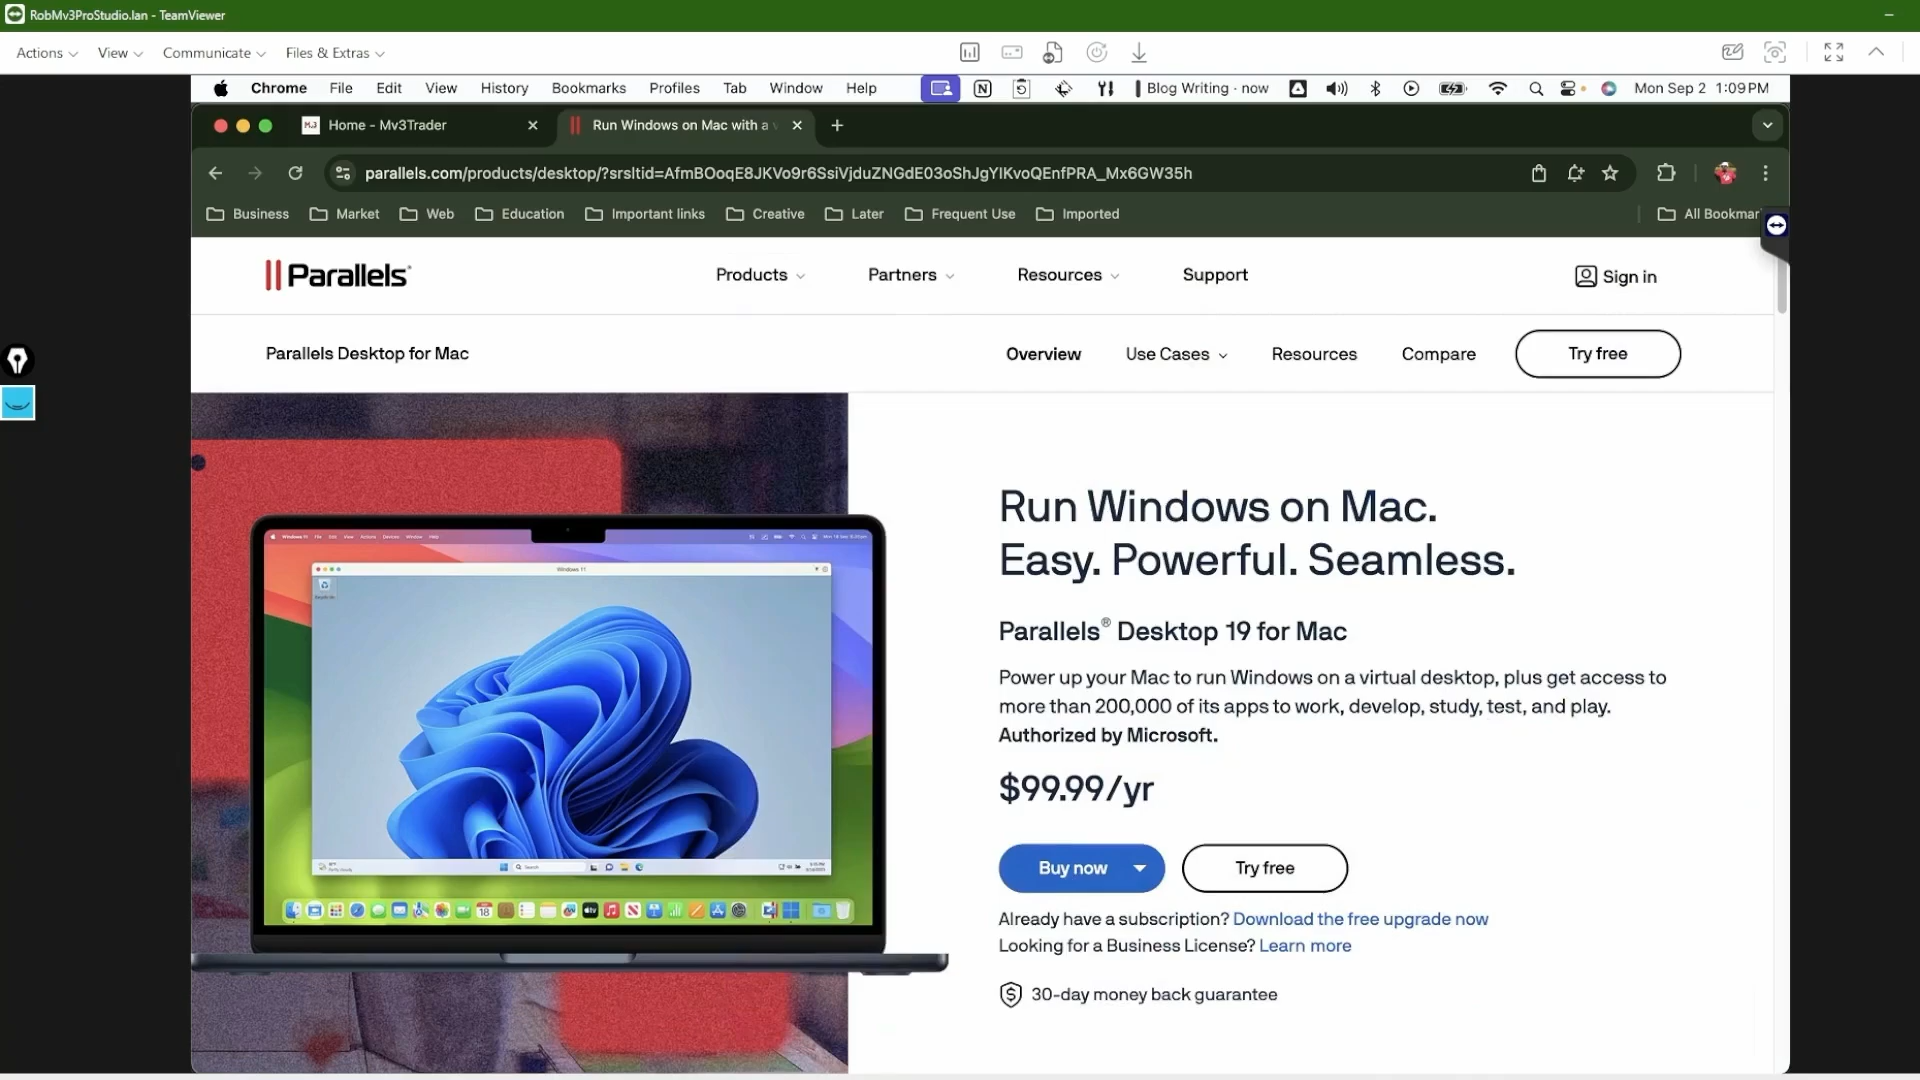 RobMv3ProStudio.lan - TeamViewer
Actions View Communicate Files & Extras
Chrome File Edit View History Bookmarks Profiles Tab Window Help Blog Writing · now Mon Sep 2 1:09 PM
Home - Mv3Trader
Run Windows on Mac with a v
parallels.com/products/desktop/?srsltid=AfmBOoqE8JKVo9r6SsiVjduZNGdE03oShJgYIKvoQEnfPRA_Mx6GW35h
Business Market Web Education Important links Creative Later Frequent Use Imported All Bookmar
Parallels Products Partners Resources Support Sign in
Parallels Desktop for Mac Overview Use Cases Resources Compare Try free
Run Windows on Mac.
Easy. Powerful. Seamless.
Parallels® Desktop 19 for Mac
Power up your Mac to run Windows on a virtual desktop, plus get access to
more than 200,000 of its apps to work, develop, study, test, and play.
Authorized by Microsoft.
$99.99/yr
Buy now Try free
Already have a subscription? Download the free upgrade now
Looking for a Business License? Learn more
30-day money back guarantee
Windows 11
Search
18